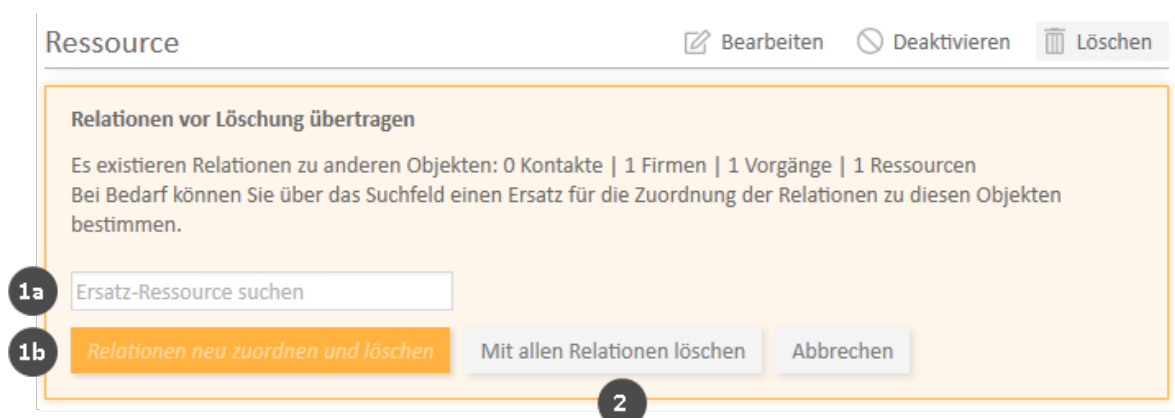 Ressource Bearbeiten Deaktivieren Löschen
Relationen vor Löschung übertragen
Es existieren Relationen zu anderen Objekten: 0 Kontakte | 1 Firmen | 1 Vorgänge | 1 Ressourcen
Bei Bedarf können Sie über das Suchfeld einen Ersatz für die Zuordnung der Relationen zu diesen Objekten
bestimmen.
1a Ersatz-Ressource suchen
1b Relationen neu zuordnen und löschen Mit allen Relationen löschen Abbrechen
2